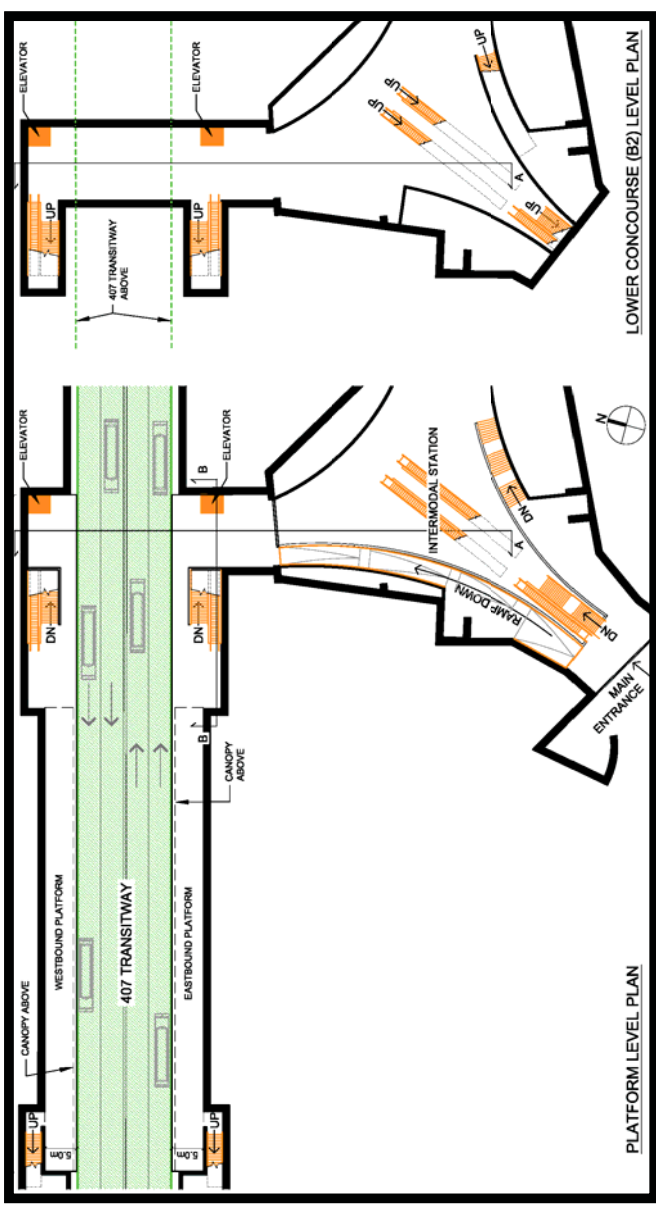 ELEVATOR
ELEVATOR
UP
UP
407 TRANSITWAY
ABOVE
UP
UP
UP
UP
UP
A
LOWER CONCOURSE (B2) LEVEL PLAN
ELEVATOR
ELEVATOR
B
B
DN
DN
INTERMODAL STATION
RAMP DOWN
A
DN
DN
MAIN
ENTRANCE
N
CANOPY
ABOVE
WESTBOUND PLATFORM
407 TRANSITWAY
EASTBOUND PLATFORM
CANOPY ABOVE
UP
UP
5.0m
5.0m
PLATFORM LEVEL PLAN